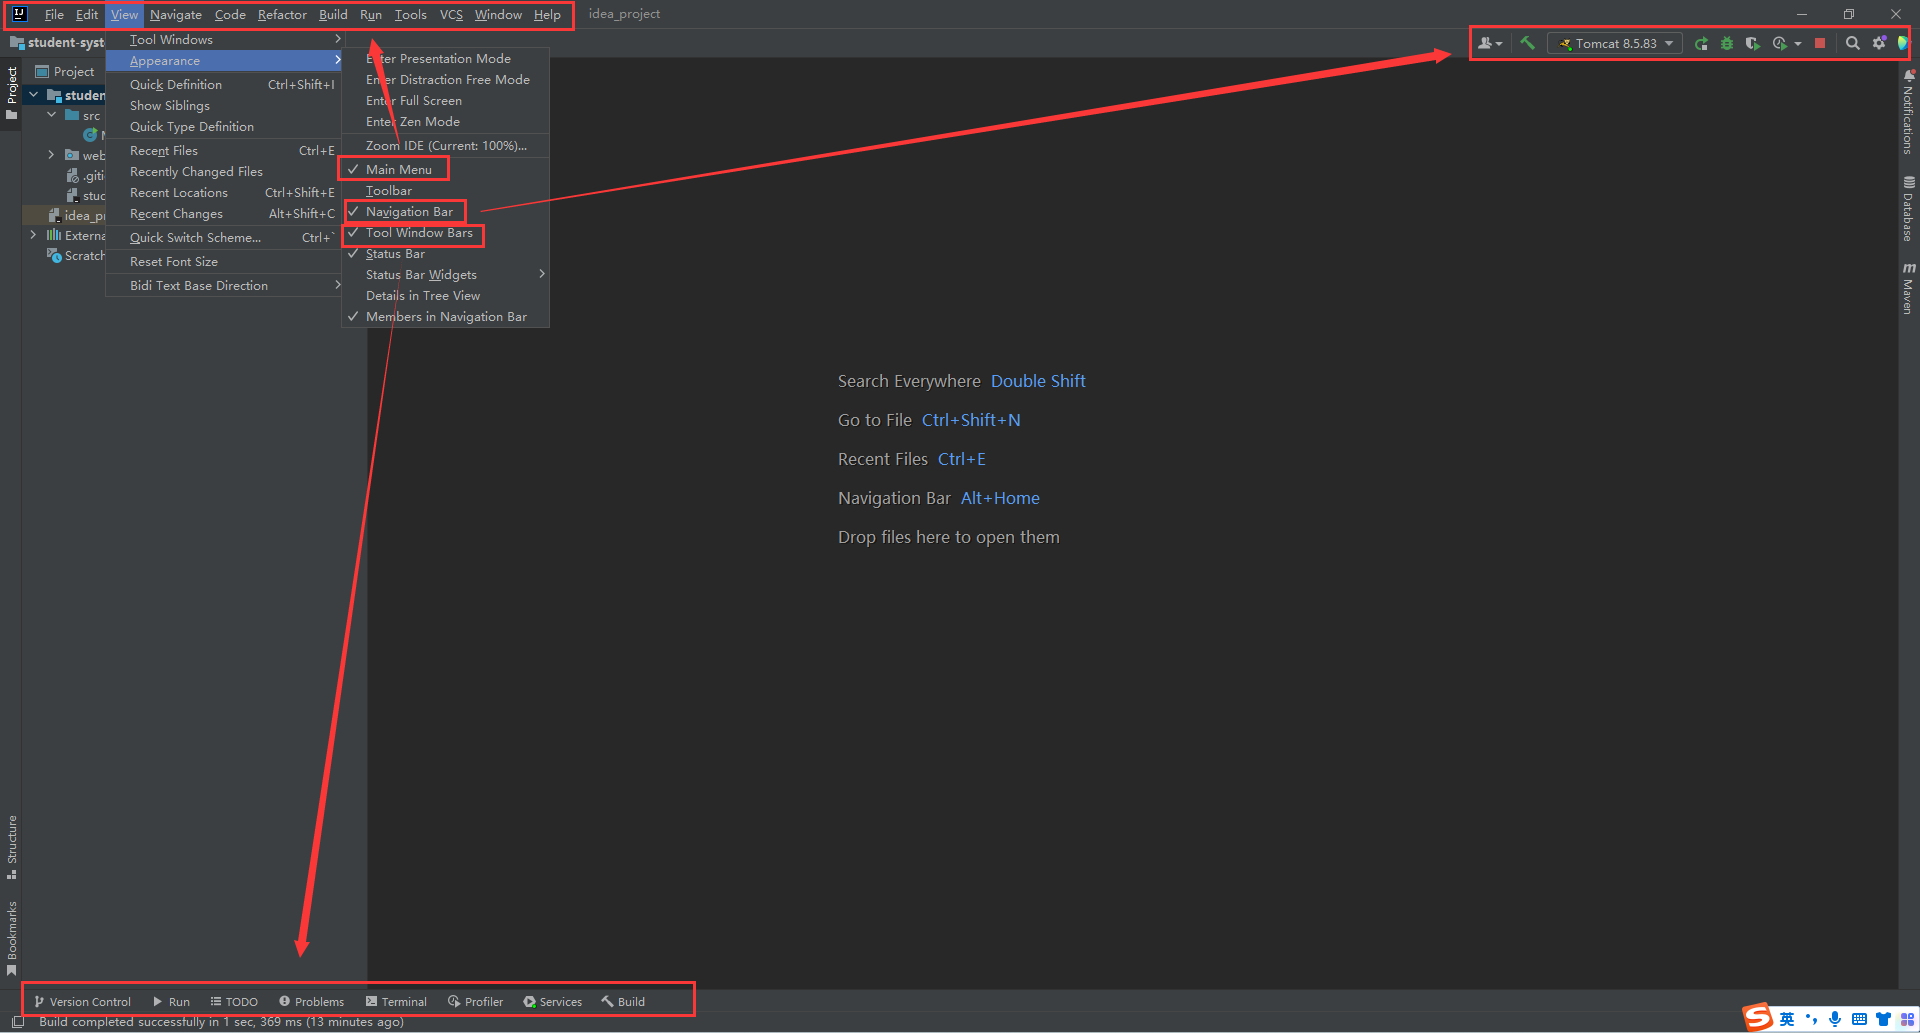 IJ File Edit View Navigate Code Refactor Build Run Tools VCS Window Help idea_project
student-syst
Tomcat 8.5.83
Project
Project
studen
src
web
.giti
stud
idea_pr
Externa
Scratch
Tool Windows
Appearance
Quick Definition Ctrl+Shift+I
Show Siblings
Quick Type Definition
Recent Files Ctrl+E
Recently Changed Files
Recent Locations Ctrl+Shift+E
Recent Changes Alt+Shift+C
Quick Switch Scheme... Ctrl+`
Reset Font Size
Bidi Text Base Direction
Enter Presentation Mode
Enter Distraction Free Mode
Enter Full Screen
Enter Zen Mode
Zoom IDE (Current: 100%)...
Main Menu
Toolbar
Navigation Bar
Tool Window Bars
Status Bar
Status Bar Widgets
Details in Tree View
Members in Navigation Bar
Search Everywhere Double Shift
Go to File Ctrl+Shift+N
Recent Files Ctrl+E
Navigation Bar Alt+Home
Drop files here to open them
Notifications
Database
m Maven
Structure
Bookmarks
Version Control Run TODO Problems Terminal Profiler Services Build
Build completed successfully in 1 sec, 369 ms (13 minutes ago)
S 英